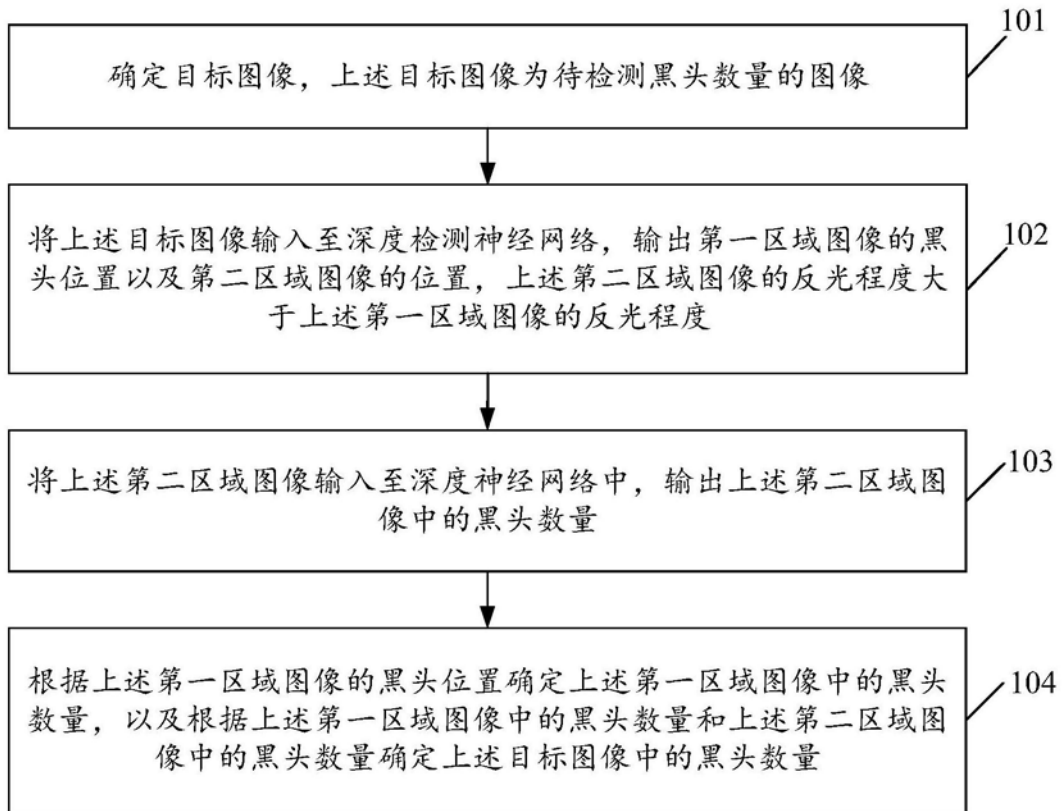 101
确定目标图像，上述目标图像为待检测黑头数量的图像
102
将上述目标图像输入至深度检测神经网络，输出第一区域图像的黑
头位置以及第二区域图像的位置，上述第二区域图像的反光程度大
于上述第一区域图像的反光程度
103
将上述第二区域图像输入至深度神经网络中，输出上述第二区域图
像中的黑头数量
104
根据上述第一区域图像的黑头位置确定上述第一区域图像中的黑头
数量，以及根据上述第一区域图像中的黑头数量和上述第二区域图
像中的黑头数量确定上述目标图像中的黑头数量